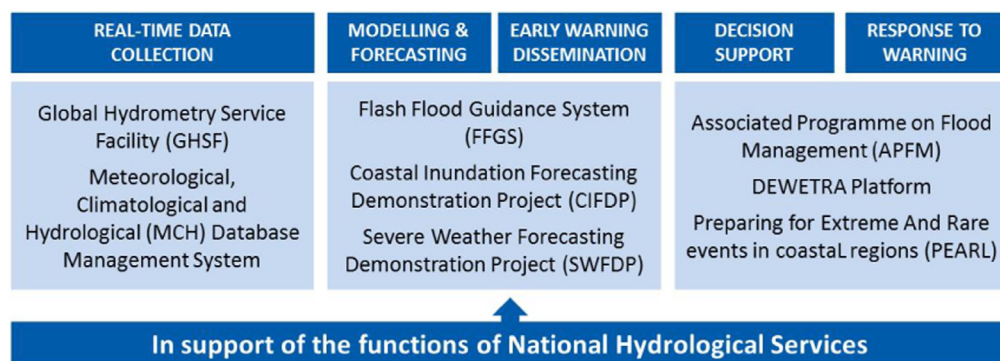 REAL-TIME DATA
COLLECTION
MODELLING &
FORECASTING
EARLY WARNING
DISSEMINATION
DECISION
SUPPORT
RESPONSE TO
WARNING
Global Hydrometry Service
Facility (GHSF)
Meteorological,
Climatological and
Hydrological (MCH) Database
Management System
Flash Flood Guidance System
(FFGS)
Coastal Inundation Forecasting
Demonstration Project (CIFDP)
Severe Weather Forecasting
Demonstration Project (SWFDP)
Associated Programme on Flood
Management (APFM)
DEWETRA Platform
Preparing for Extreme And Rare
events in coastaL regions (PEARL)
In support of the functions of National Hydrological Services